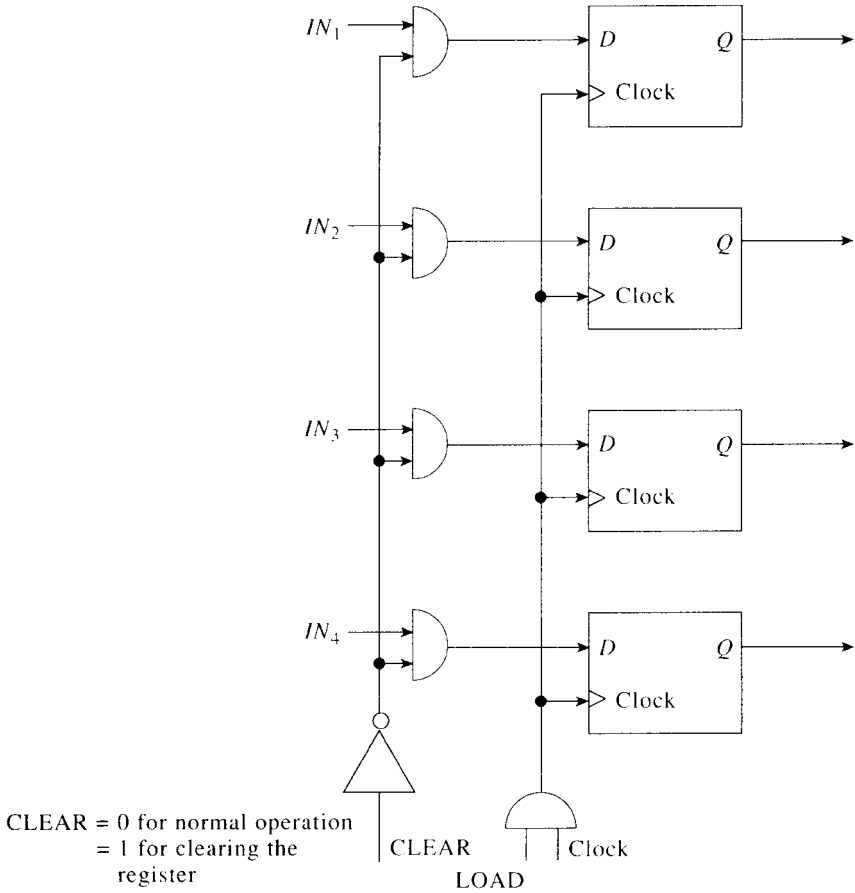 IN₁
D
Q
Clock
IN₂
D
Q
Clock
IN₃
D
Q
Clock
IN₄
D
Q
Clock
CLEAR = 0 for normal operation
= 1 for clearing the
register
CLEAR
Clock
LOAD